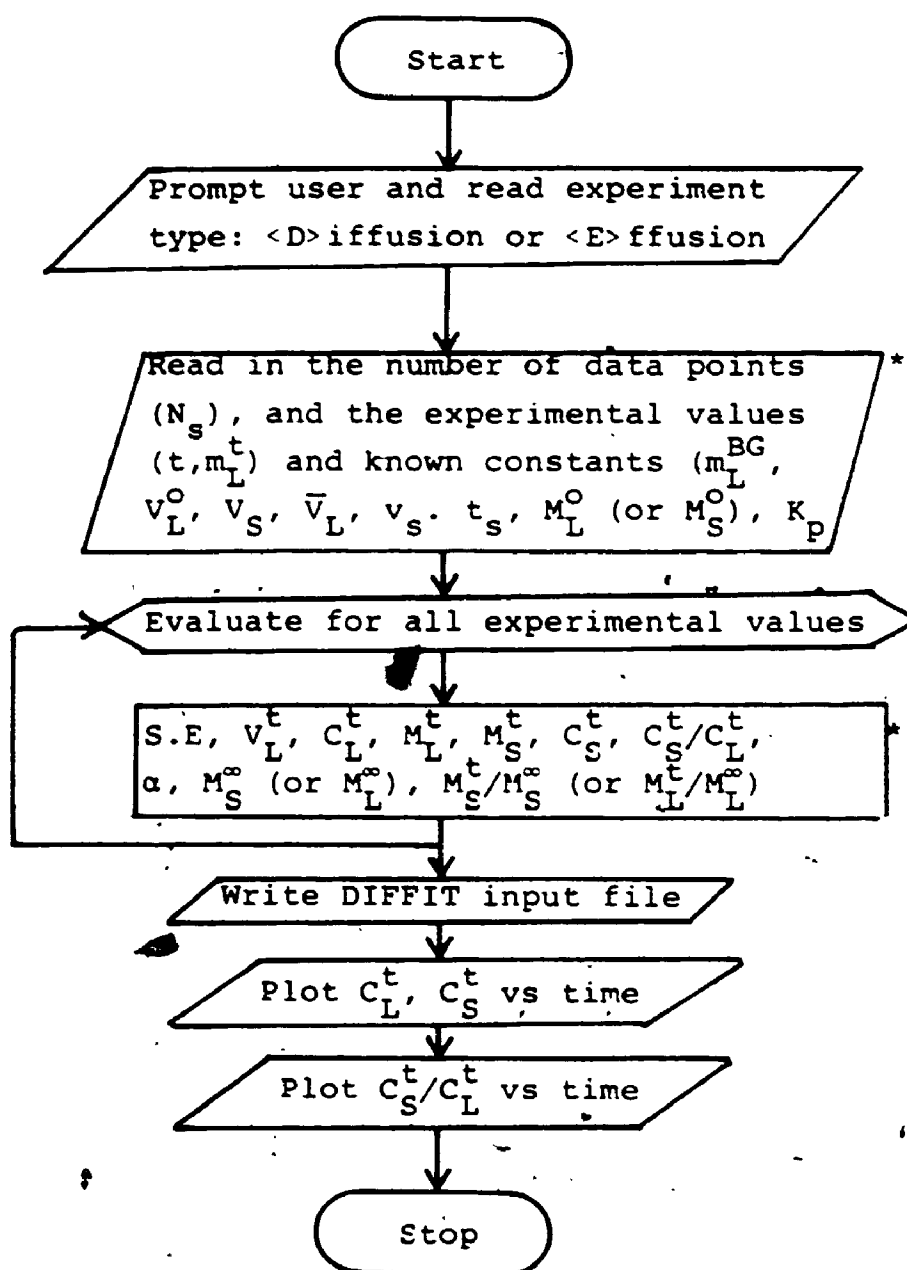 Start
Prompt user and read experiment
type: <D>iffusion or <E>ffusion
Read in the number of data points *
(N_s), and the experimental values
(t,m_L^t) and known constants (m_L^BG,
V_L^o, V_S, V̅_L, v_s. t_s, M_L^o (or M_S^o), K_p
Evaluate for all experimental values
S.E, V_L^t, C_L^t, M_L^t, M_S^t, C_S^t, C_S^t/C_L^t, *
α, M_S^∞ (or M_L^∞), M_S^t/M_S^∞ (or M_L^t/M_L^∞)
Write DIFFIT input file
Plot C_L^t, C_S^t vs time
Plot C_S^t/C_L^t vs time
Stop